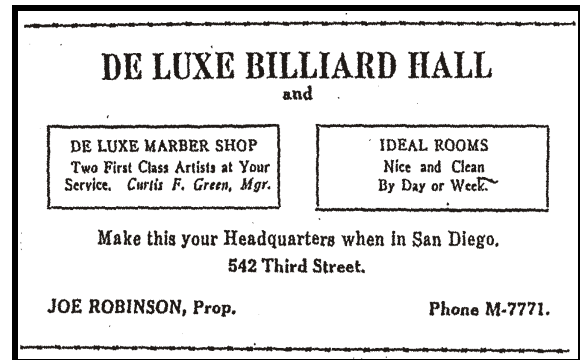 DE LUXE BILLIARD HALL
and
DE LUXE MARBER SHOP
Two First Class Artists at Your
Service. Curtis F. Green, Mgr.
IDEAL ROOMS
Nice and Clean
By Day or Week.
Make this your Headquarters when in San Diego.
542 Third Street.
JOE ROBINSON, Prop.
Phone M-7771.